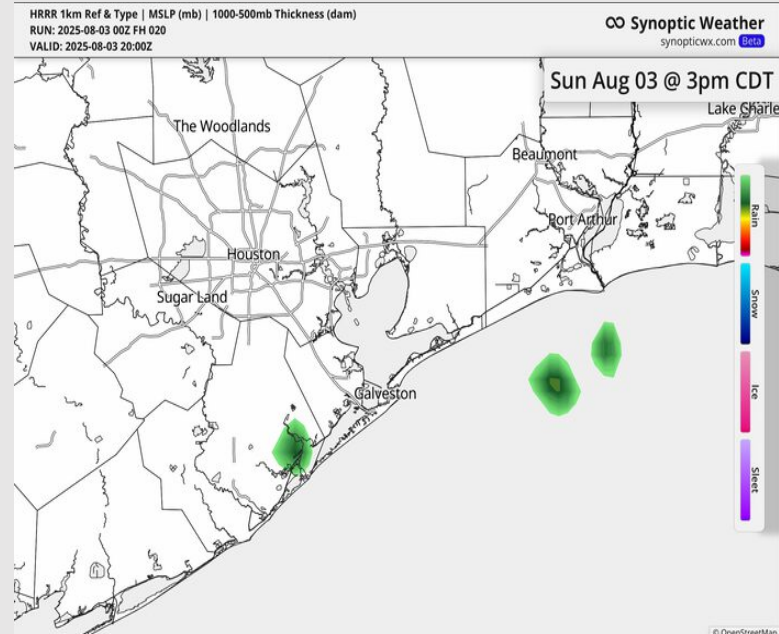 HRRR 1km Ref & Type | MSLP (mb) | 1000-500mb Thickness (dam)
RUN: 2025-08-03 00Z FH 020
VALID: 2025-08-03 20:00Z
Synoptic Weather
synopticwx.com Beta
Sun Aug 03 @ 3pm CDT
Lake Charle
The Woodlands
Beaumont
Port Arthur
Houston
Sugar Land
Galveston
Rain
Snow
Ice
Sleet
© OpenStreetMap